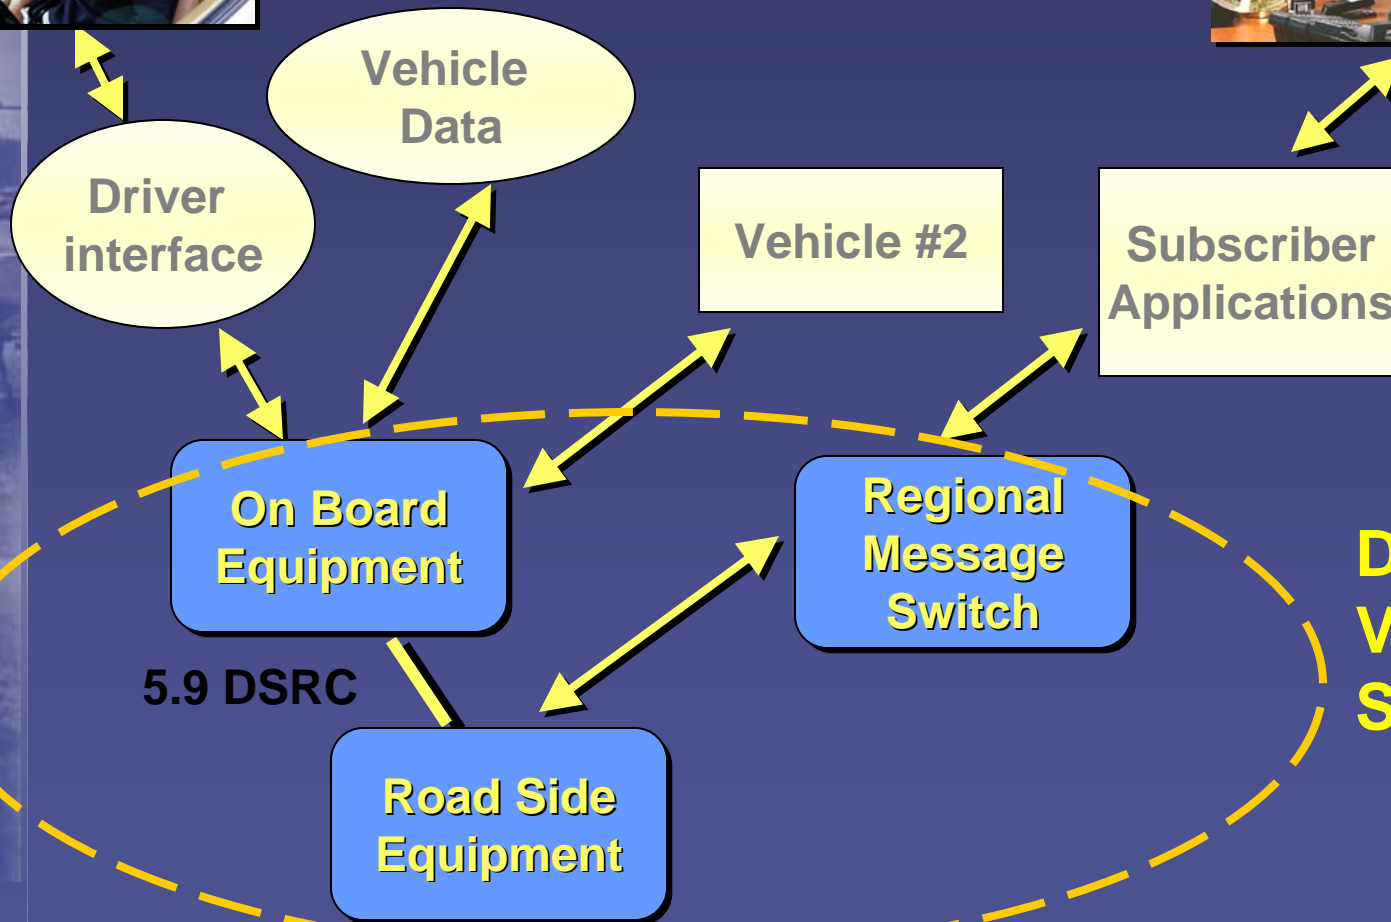 Vehicle
Data
Driver
interface
Vehicle #2
Subscriber
Applications
On Board
Equipment
Regional
Message
Switch
5.9 DSRC
Road Side
Equipment
D
V
S